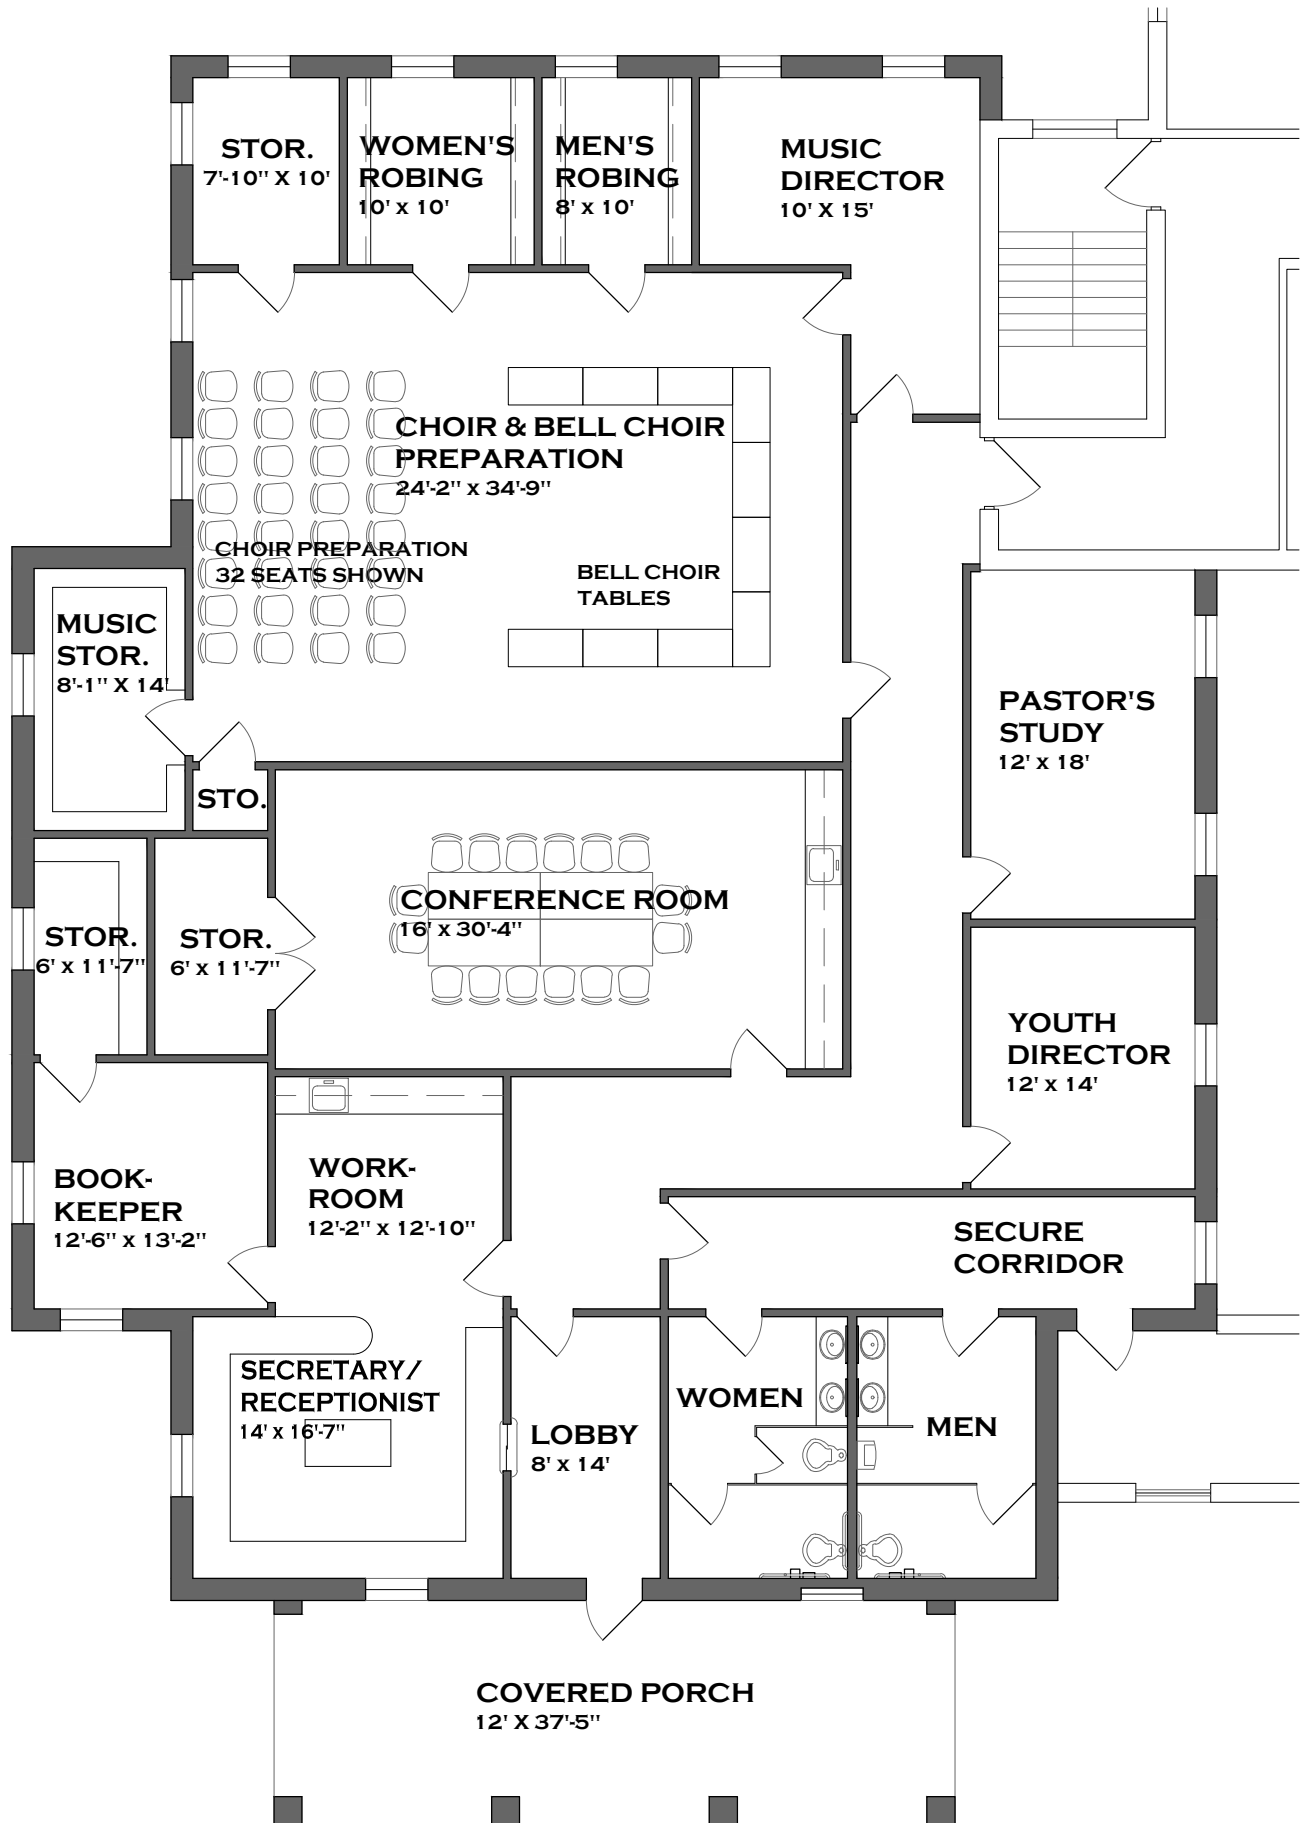 STOR.
7'-10" X 10'
WOMEN'S
ROBING
10' x 10'
MEN'S
ROBING
8' x 10'
MUSIC
DIRECTOR
10' X 15'
CHOIR & BELL CHOIR
PREPARATION
24'-2" x 34'-9"
CHOIR PREPARATION
32 SEATS SHOWN
BELL CHOIR
TABLES
MUSIC
STOR.
8'-1" X 14'
PASTOR'S
STUDY
12' x 18'
STO.
CONFERENCE ROOM
16' x 30'-4"
STOR.
6' x 11'-7"
STOR.
6' x 11'-7"
YOUTH
DIRECTOR
12' x 14'
BOOK-
KEEPER
12'-6" x 13'-2"
WORK-
ROOM
12'-2" x 12'-10"
SECURE
CORRIDOR
SECRETARY/
RECEPTIONIST
14' x 16'-7"
LOBBY
8' x 14'
WOMEN
MEN
COVERED PORCH
12' X 37'-5"